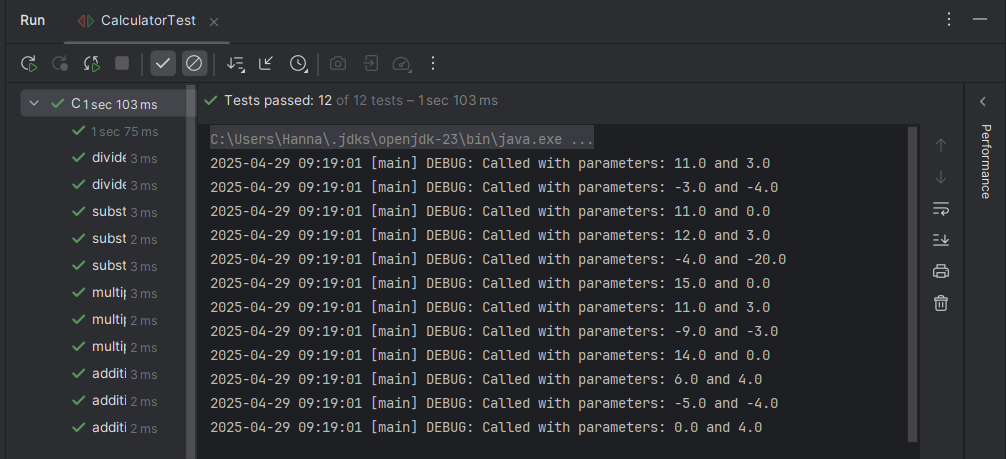 Run CalculatorTest
C 1 sec 103 ms
Tests passed: 12 of 12 tests – 1 sec 103 ms
1 sec 75 ms
divide 3 ms
divide 3 ms
subst 3 ms
subst 2 ms
subst 3 ms
multip 3 ms
multip 2 ms
multip 2 ms
additi 3 ms
additi 2 ms
additi 2 ms
C:\Users\Hanna\.jdks\openjdk-23\bin\java.exe ...
2025-04-29 09:19:01 [main] DEBUG: Called with parameters: 11.0 and 3.0
2025-04-29 09:19:01 [main] DEBUG: Called with parameters: -3.0 and -4.0
2025-04-29 09:19:01 [main] DEBUG: Called with parameters: 11.0 and 0.0
2025-04-29 09:19:01 [main] DEBUG: Called with parameters: 12.0 and 3.0
2025-04-29 09:19:01 [main] DEBUG: Called with parameters: -4.0 and -20.0
2025-04-29 09:19:01 [main] DEBUG: Called with parameters: 15.0 and 0.0
2025-04-29 09:19:01 [main] DEBUG: Called with parameters: 11.0 and 3.0
2025-04-29 09:19:01 [main] DEBUG: Called with parameters: -9.0 and -3.0
2025-04-29 09:19:01 [main] DEBUG: Called with parameters: 14.0 and 0.0
2025-04-29 09:19:01 [main] DEBUG: Called with parameters: 6.0 and 4.0
2025-04-29 09:19:01 [main] DEBUG: Called with parameters: -5.0 and -4.0
2025-04-29 09:19:01 [main] DEBUG: Called with parameters: 0.0 and 4.0
Performance